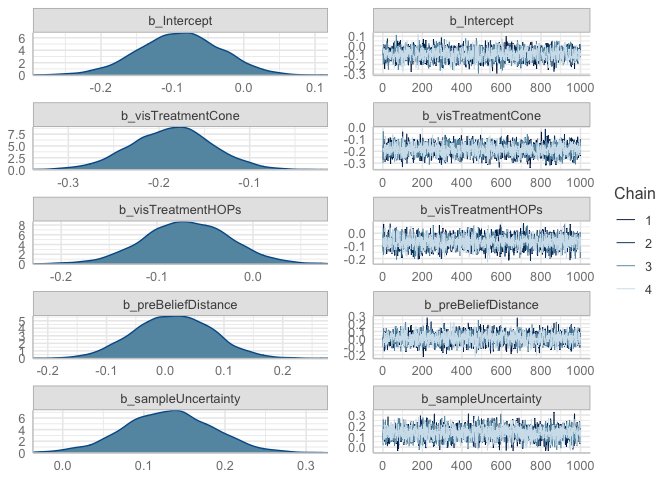 b_Intercept
6
4
2
0
-0.2 -0.1 0.0 0.1
b_Intercept
0.1
0.0
-0.1
-0.2
-0.3
0 200 400 600 800 1000
b_visTreatmentCone
7.5
5.0
2.5
0.0
-0.3 -0.2 -0.1
b_visTreatmentCone
0.0
-0.1
-0.2
-0.3
0 200 400 600 800 1000
b_visTreatmentHOPs
8
6
4
2
0
-0.2 -0.1 0.0
b_visTreatmentHOPs
0.0
-0.1
-0.2
0 200 400 600 800 1000
b_preBeliefDistance
5
4
3
2
1
0
-0.2 -0.1 0.0 0.1 0.2
b_preBeliefDistance
0.3
0.2
0.1
0.0
-0.1
-0.2
0 200 400 600 800 1000
b_sampleUncertainty
6
4
2
0
0.0 0.1 0.2 0.3
b_sampleUncertainty
0.3
0.2
0.1
0.0
0 200 400 600 800 1000
Chain
1
2
3
4